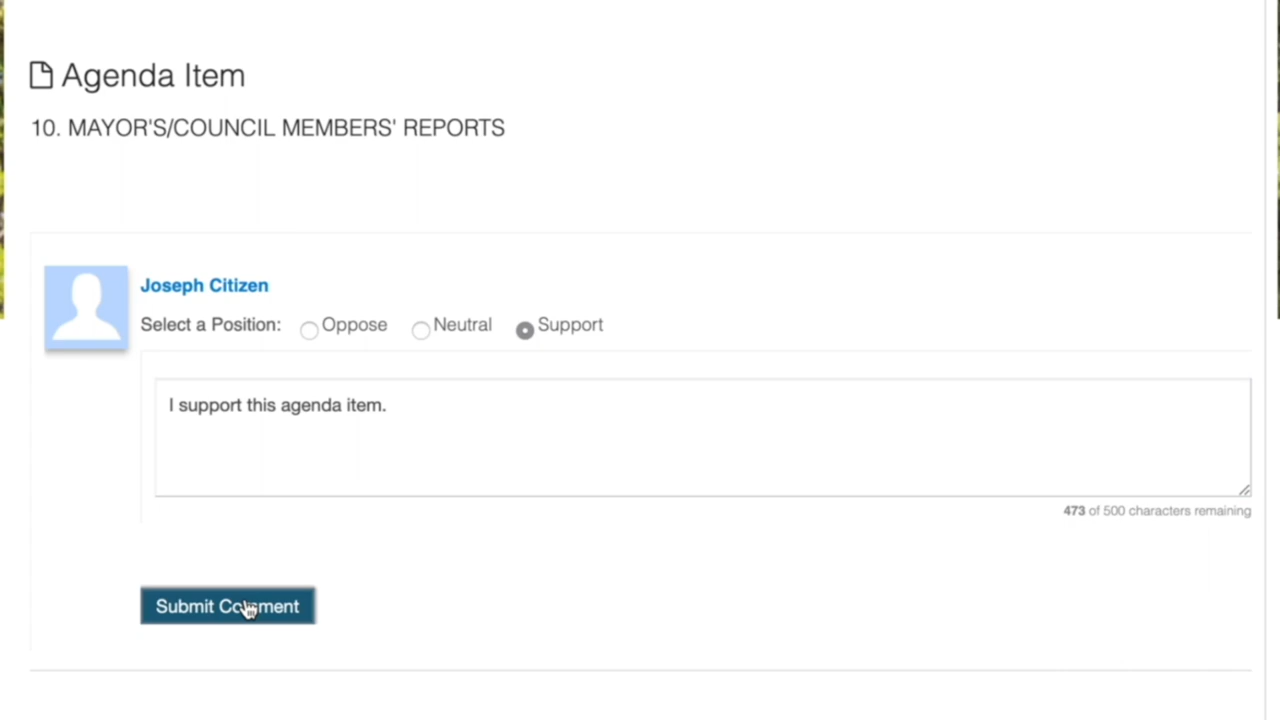 Agenda Item
10. MAYOR'S/COUNCIL MEMBERS' REPORTS
Joseph Citizen
Select a Position: Oppose Neutral Support
I support this agenda item.
473 of 500 characters remaining
Submit Comment